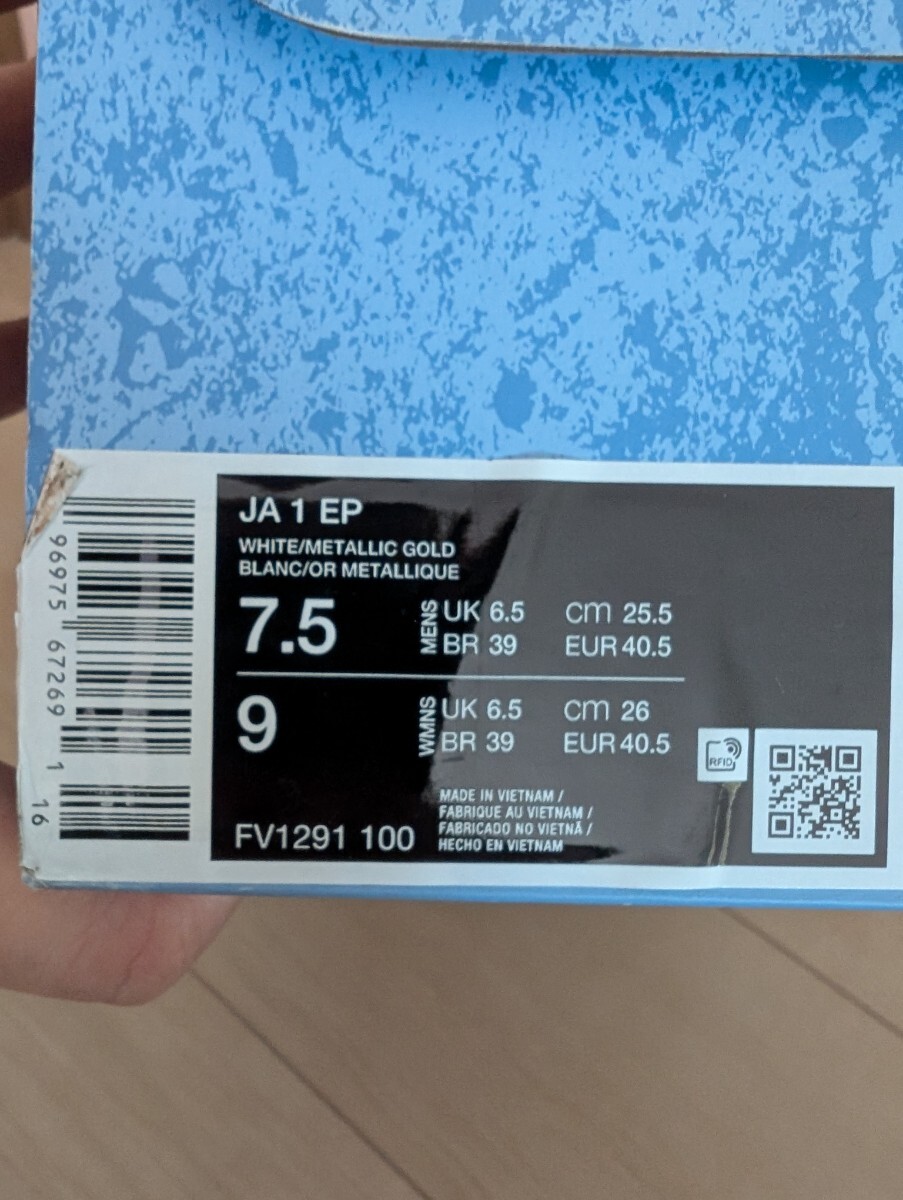 JA 1 EP
WHITE/METALLIC GOLD
BLANC/OR METALLIQUE
7.5 MENS UK 6.5 cm 25.5
BR 39 EUR 40.5
9 WMNS UK 6.5 cm 26
BR 39 EUR 40.5
FV1291 100
MADE IN VIETNAM /
FABRIQUE AU VIETNAM /
FABRICADO NO VIETNÃ /
HECHO EN VIETNAM
RFID
96975 67269 1 16